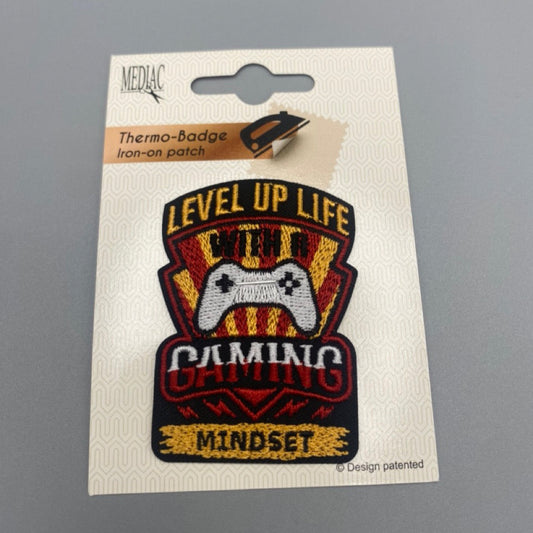 MEDIAC
Thermo-Badge
Iron-on patch
LEVEL UP LIFE
WITH A
GAMING
MINDSET
© Design patented